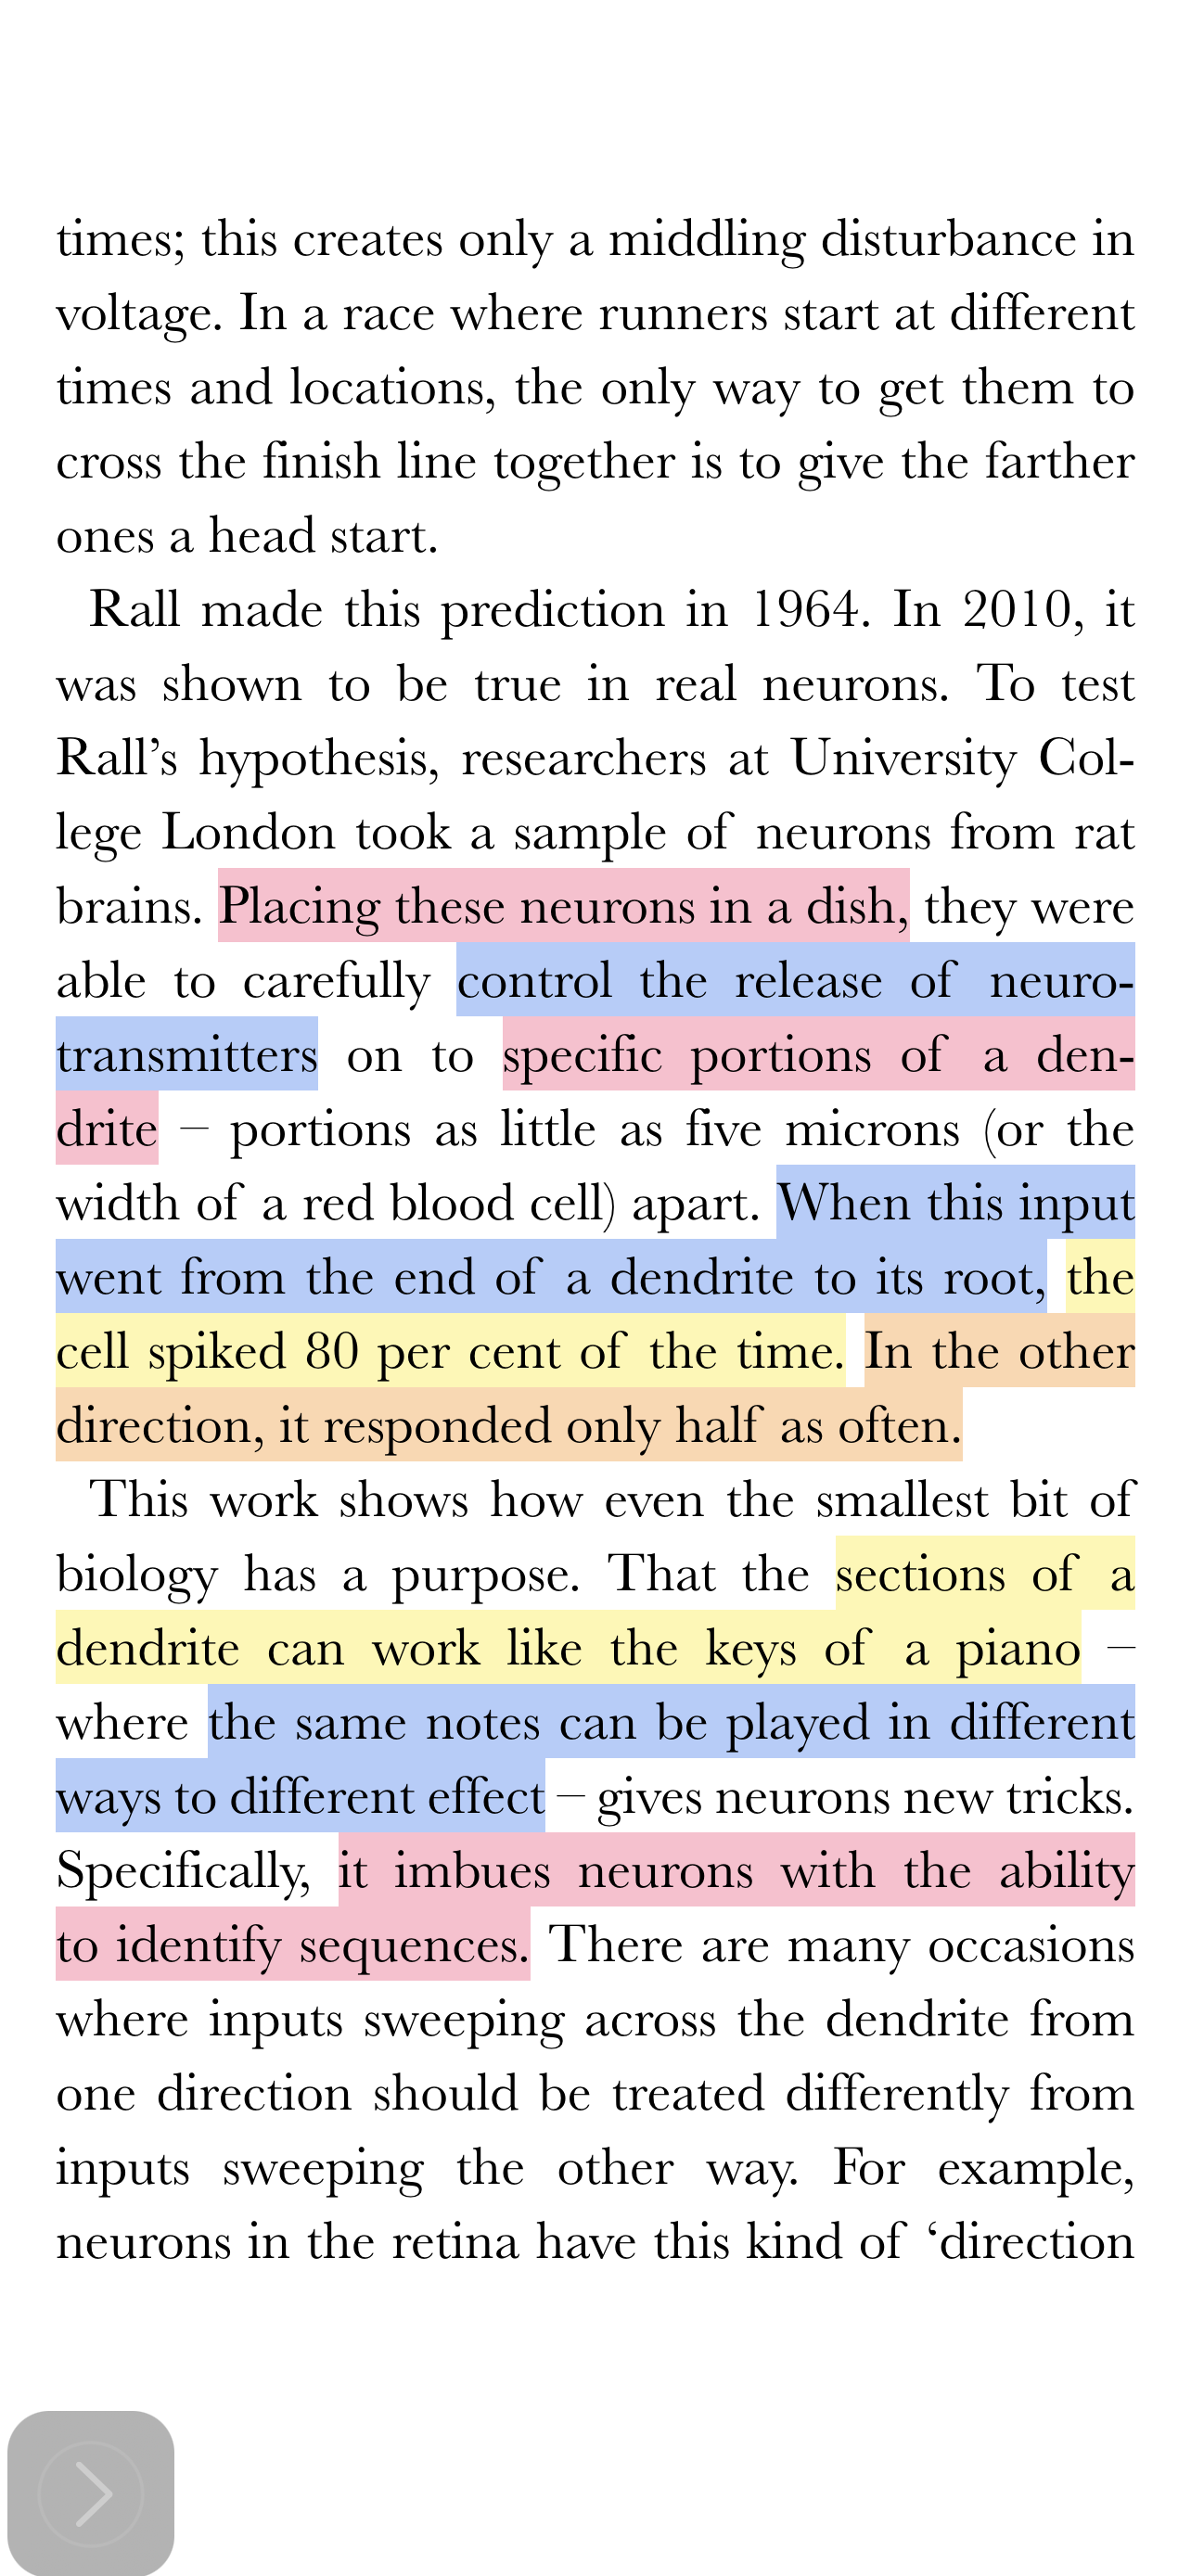 times; this creates only a middling disturbance in
voltage. In a race where runners start at different
times and locations, the only way to get them to
cross the finish line together is to give the farther
ones a head start.
Rall made this prediction in 1964. In 2010, it
was shown to be true in real neurons. To test
Rall’s hypothesis, researchers at University Col-
lege London took a sample of neurons from rat
brains. Placing these neurons in a dish, they were
able to carefully control the release of neuro-
transmitters on to specific portions of a den-
drite – portions as little as five microns (or the
width of a red blood cell) apart. When this input
went from the end of a dendrite to its root, the
cell spiked 80 per cent of the time. In the other
direction, it responded only half as often.
This work shows how even the smallest bit of
biology has a purpose. That the sections of a
dendrite can work like the keys of a piano –
where the same notes can be played in different
ways to different effect – gives neurons new tricks.
Specifically, it imbues neurons with the ability
to identify sequences. There are many occasions
where inputs sweeping across the dendrite from
one direction should be treated differently from
inputs sweeping the other way. For example,
neurons in the retina have this kind of ‘direction